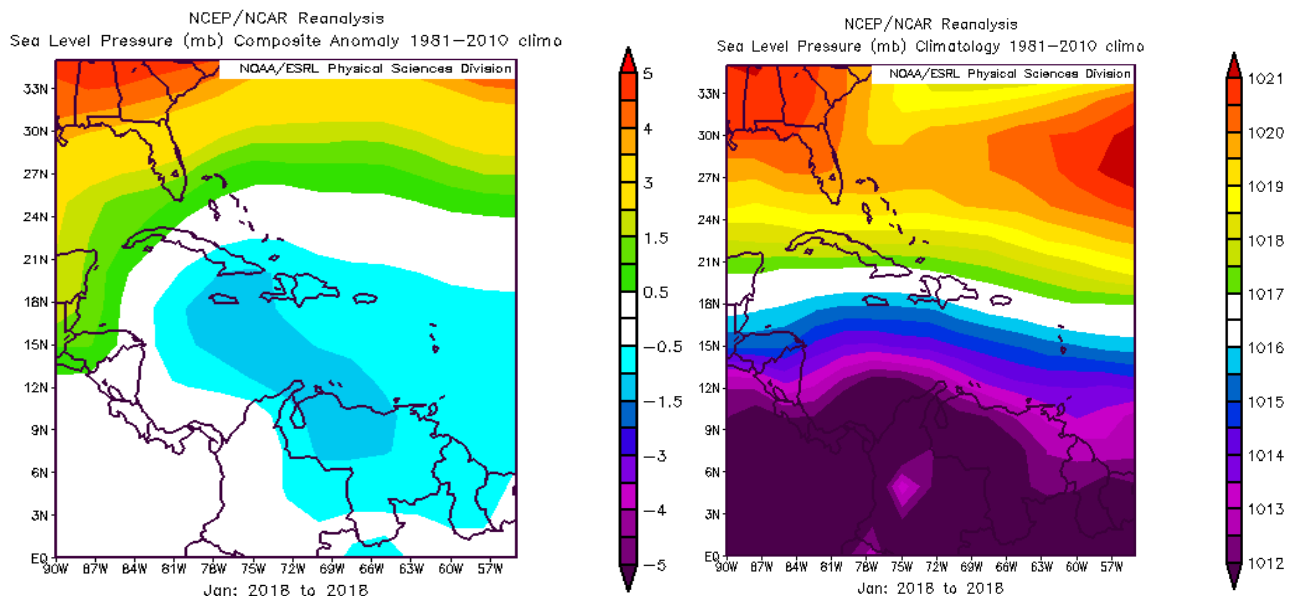 NCEP/NCAR Reanalysis
Sea Level Pressure (mb) Composite Anomaly 1981−2010 clima
NOAA/ESRL Physical Sciences Division
33N
30N
27N
24N
21N
18N
15N
12N
9N
6N
3N
EQ
90W 87W 84W 81W 78W 75W 72W 69W 66W 63W 60W 57W
Jan: 2018 to 2018
5
4
3
1.5
0.5
−0.5
−1.5
−3
−4
−5
NCEP/NCAR Reanalysis
Sea Level Pressure (mb) Climatology 1981−2010 clima
NOAA/ESRL Physical Sciences Division
33N
30N
27N
24N
21N
18N
15N
12N
9N
6N
3N
EQ
90W 87W 84W 81W 78W 75W 72W 69W 66W 63W 60W 57W
Jan: 2018 to 2018
1021
1020
1019
1018
1017
1016
1015
1014
1013
1012